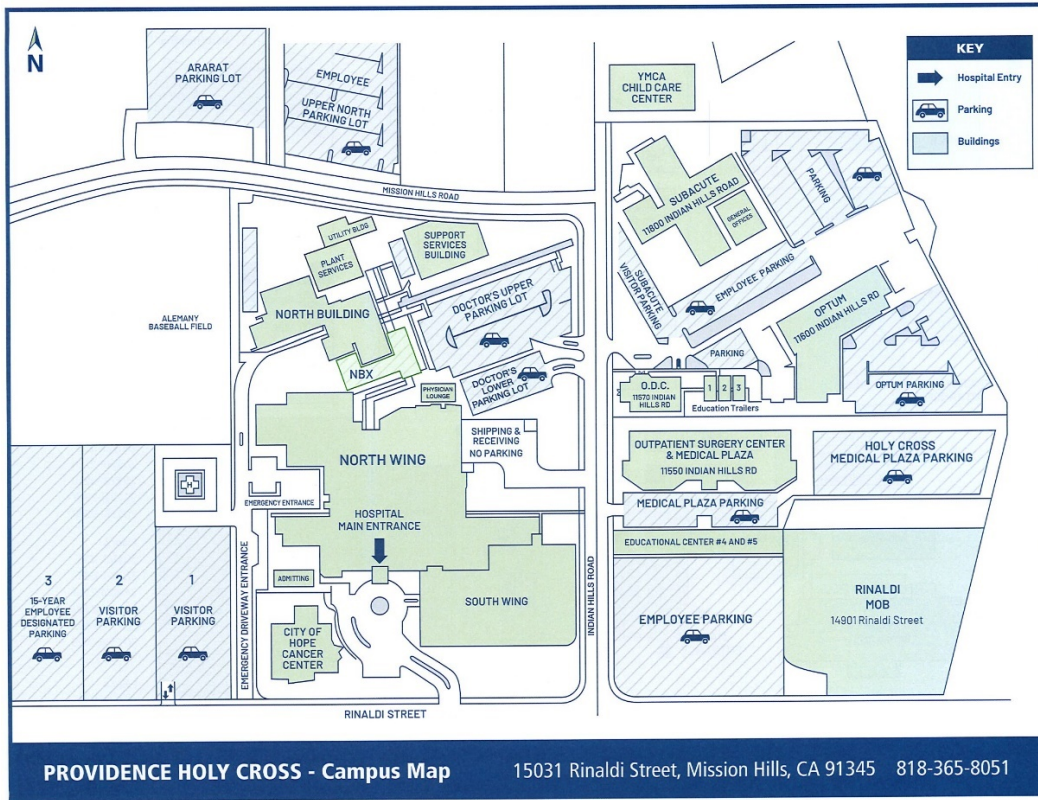 N
ARARAT
PARKING LOT
EMPLOYEE
UPPER NORTH
PARKING LOT
YMCA
CHILD CARE
CENTER
KEY
Hospital Entry
Parking
Buildings
MISSION HILLS ROAD
SUBACUTE
11800 INDIAN HILLS ROAD
GENERAL
OFFICES
PARKING
UTILITY BLDG
PLANT
SERVICES
SUPPORT
SERVICES
BUILDING
SUBACUTE
VISITOR PARKING
EMPLOYEE PARKING
ALEMANY
BASEBALL FIELD
NORTH BUILDING
NBX
DOCTOR'S UPPER
PARKING LOT
DOCTOR'S
LOWER
PARKING LOT
PHYSICIAN
LOUNGE
OPTUM
11600 INDIAN HILLS RD
PARKING
OPTUM PARKING
O.D.C.
11570 INDIAN
HILLS RD
1 2 3
Education Trailers
SHIPPING &
RECEIVING
NO PARKING
NORTH WING
OUTPATIENT SURGERY CENTER
& MEDICAL PLAZA
11550 INDIAN HILLS RD
HOLY CROSS
MEDICAL PLAZA PARKING
H
EMERGENCY ENTRANCE
HOSPITAL
MAIN ENTRANCE
MEDICAL PLAZA PARKING
EDUCATIONAL CENTER #4 AND #5
3
15-YEAR
EMPLOYEE
DESIGNATED
PARKING
2
VISITOR
PARKING
1
VISITOR
PARKING
EMERGENCY DRIVEWAY ENTRANCE
ADMITTING
CITY OF
HOPE
CANCER
CENTER
SOUTH WING
INDIAN HILLS ROAD
EMPLOYEE PARKING
RINALDI
MOB
14901 Rinaldi Street
RINALDI STREET
PROVIDENCE HOLY CROSS - Campus Map
15031 Rinaldi Street, Mission Hills, CA 91345 818-365-8051